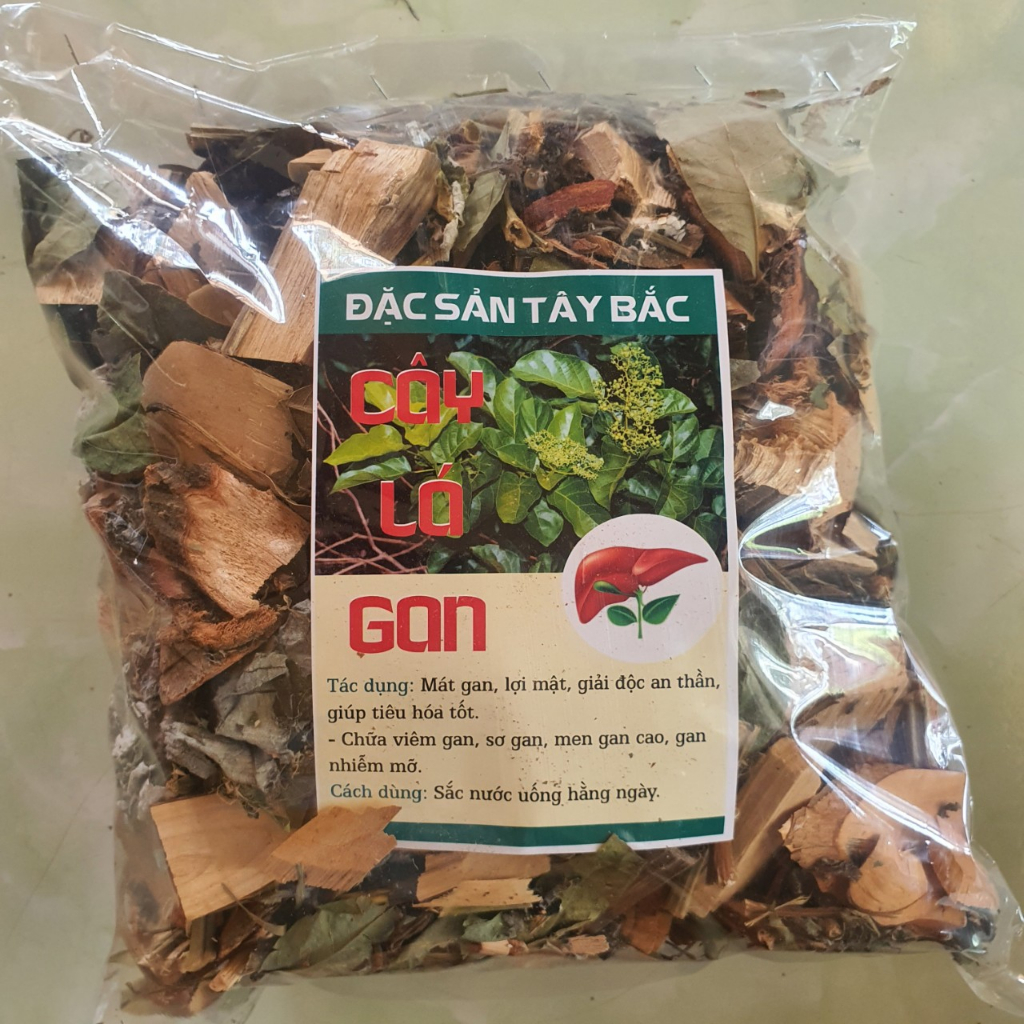 ĐẶC SẢN TÂY BẮC
CÂY
LÁ
GAN
Tác dụng: Mát gan, lợi mật, giải độc an thần,
giúp tiêu hóa tốt.
- Chữa viêm gan, sơ gan, men gan cao, gan
nhiễm mỡ.
Cách dùng: Sắc nước uống hằng ngày.